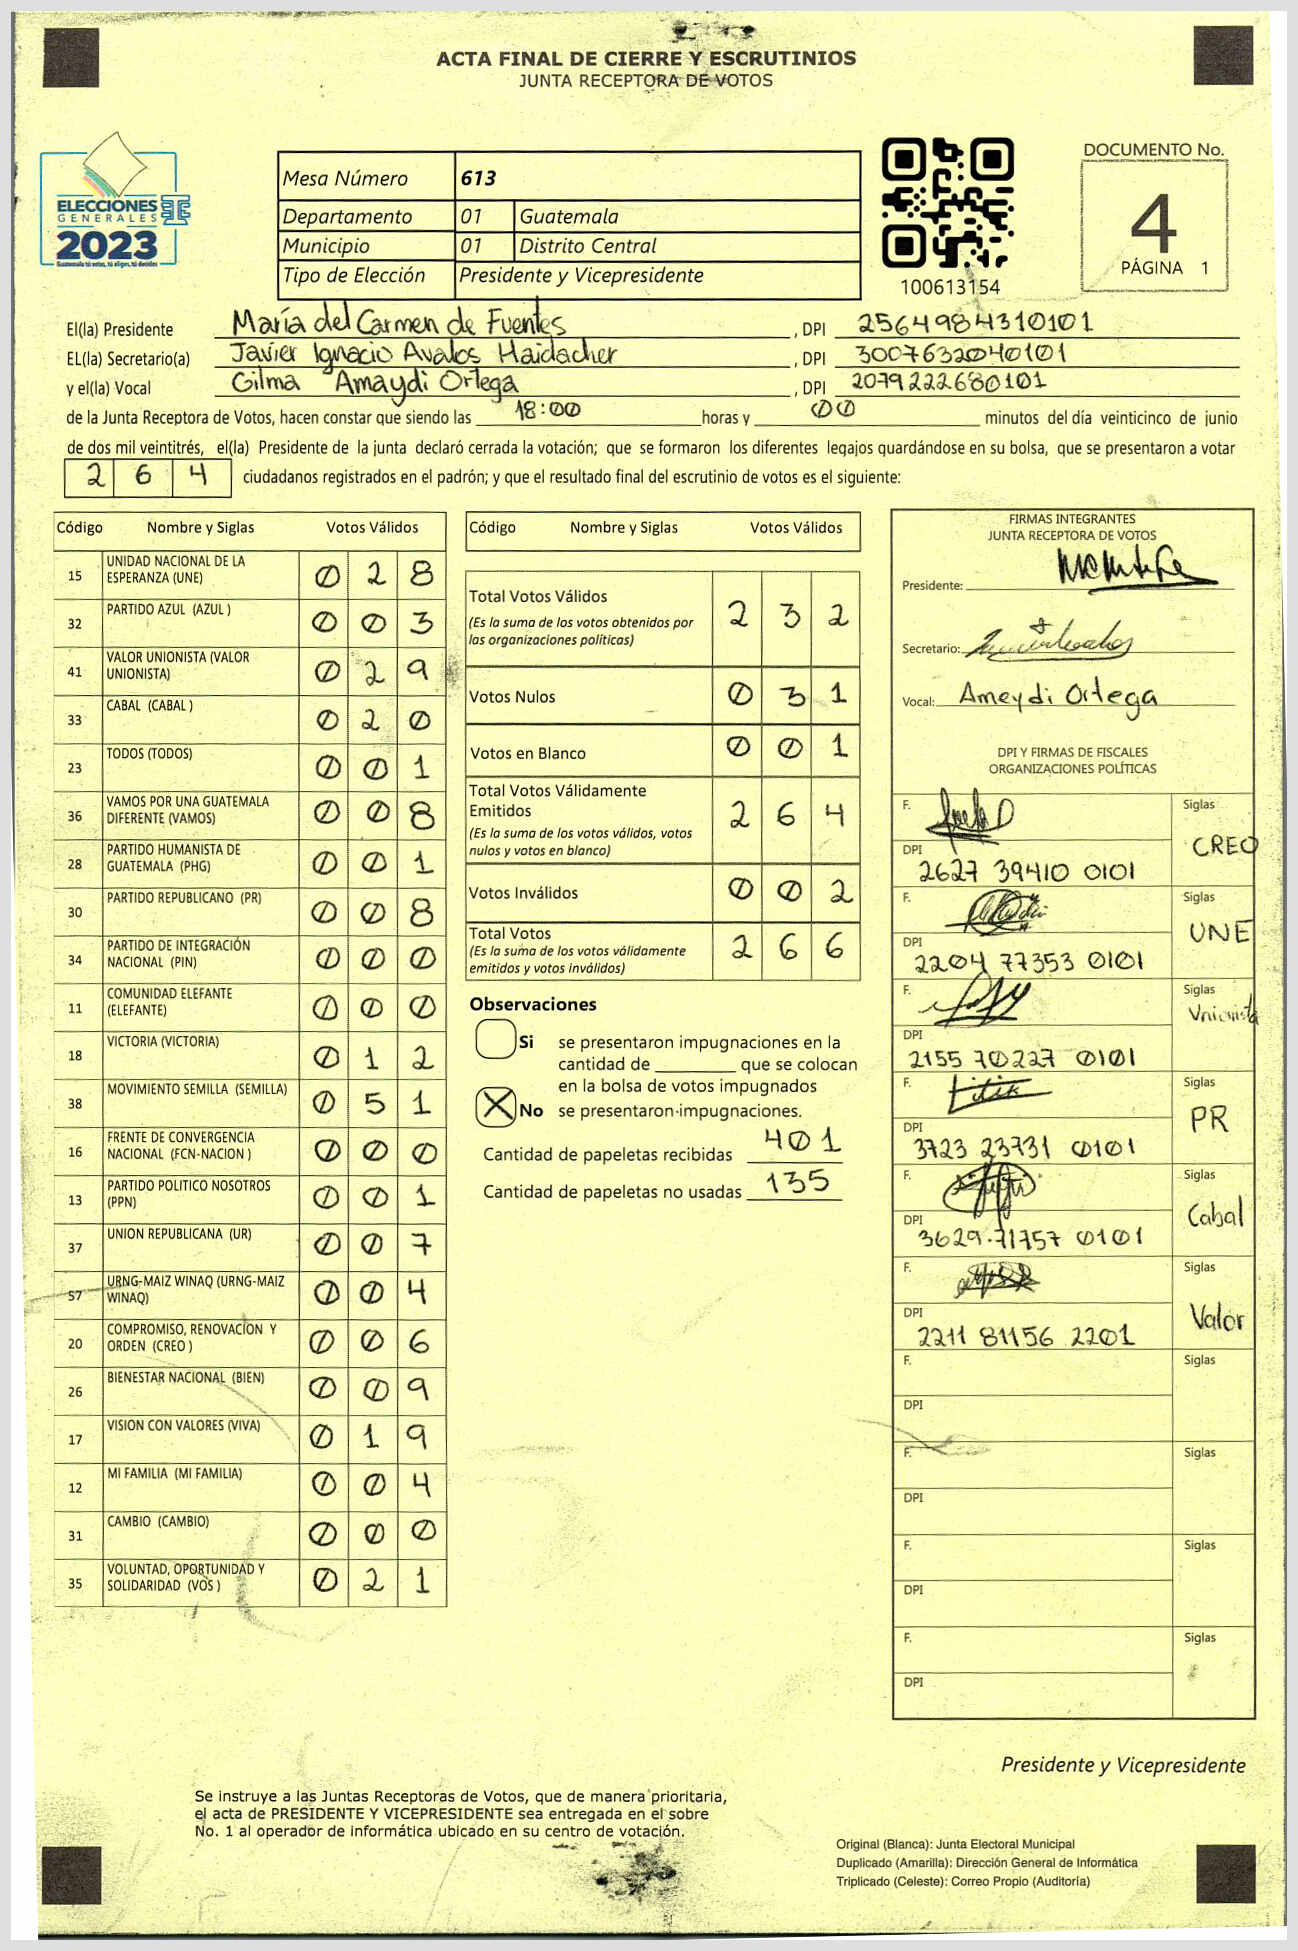 ACTA FINAL DE CIERRE Y ESCRUTINIOS
JUNTA RECEPTORA DE VOTOS
ELECCIONES
GENERALES
2023
Guatemala tú votas, tú eliges, tú decides
Mesa Número 613
Departamento 01 Guatemala
Municipio 01 Distrito Central
Tipo de Elección Presidente y Vicepresidente
100613154
DOCUMENTO No.
4
PÁGINA 1
El(la) Presidente María del Carmen de Fuentes, DPI 2564984310101
EL(la) Secretario(a) Javier Ignacio Avalos Haidacher, DPI 3007632040101
y el(la) Vocal Gilma Amaydi Ortega, DPI 2079222680101
de la Junta Receptora de Votos, hacen constar que siendo las 18:00 horas y 00 minutos del día veinticinco de junio
de dos mil veintitrés, el(la) Presidente de la junta declaró cerrada la votación; que se formaron los diferentes legajos quardándose en su bolsa, que se presentaron a votar
264 ciudadanos registrados en el padrón; y que el resultado final del escrutinio de votos es el siguiente:
Código Nombre y Siglas Votos Válidos
15 UNIDAD NACIONAL DE LA ESPERANZA (UNE) 0 2 8
32 PARTIDO AZUL (AZUL ) 0 0 3
41 VALOR UNIONISTA (VALOR UNIONISTA) 0 2 9
33 CABAL (CABAL ) 0 2 0
23 TODOS (TODOS) 0 0 1
36 VAMOS POR UNA GUATEMALA DIFERENTE (VAMOS) 0 0 8
28 PARTIDO HUMANISTA DE GUATEMALA (PHG) 0 0 1
30 PARTIDO REPUBLICANO (PR) 0 0 8
34 PARTIDO DE INTEGRACIÓN NACIONAL (PIN) 0 0 0
11 COMUNIDAD ELEFANTE (ELEFANTE) 0 0 0
18 VICTORIA (VICTORIA) 0 1 2
38 MOVIMIENTO SEMILLA (SEMILLA) 0 5 1
16 FRENTE DE CONVERGENCIA NACIONAL (FCN-NACION ) 0 0 0
13 PARTIDO POLITICO NOSOTROS (PPN) 0 0 1
37 UNION REPUBLICANA (UR) 0 0 7
57 URNG-MAIZ WINAQ (URNG-MAIZ WINAQ) 0 0 4
20 COMPROMISO, RENOVACION Y ORDEN (CREO ) 0 0 6
26 BIENESTAR NACIONAL (BIEN) 0 0 9
17 VISION CON VALORES (VIVA) 0 1 9
12 MI FAMILIA (MI FAMILIA) 0 0 4
31 CAMBIO (CAMBIO) 0 0 0
35 VOLUNTAD, OPORTUNIDAD Y SOLIDARIDAD (VOS ) 0 2 1
Código Nombre y Siglas Votos Válidos
Total Votos Válidos 2 3 2
(Es la suma de los votos obtenidos por
las organizaciones políticas)
Votos Nulos 0 3 1
Votos en Blanco 0 0 1
Total Votos Válidamente
Emitidos 2 6 4
(Es la suma de los votos válidos, votos
nulos y votos en blanco)
Votos Inválidos 0 0 2
Total Votos 2 6 6
(Es la suma de los votos válidamente
emitidos y votos inválidos)
Observaciones
Si se presentaron impugnaciones en la
cantidad de ________ que se colocan
en la bolsa de votos impugnados
X No se presentaron impugnaciones.
Cantidad de papeletas recibidas 401
Cantidad de papeletas no usadas 135
FIRMAS INTEGRANTES
JUNTA RECEPTORA DE VOTOS
Presidente:
Secretario:
Vocal: Ameydi Ortega
DPI Y FIRMAS DE FISCALES
ORGANIZACIONES POLÍTICAS
F. Siglas CREO
DPI 2627 39410 0101
F. Siglas UNE
DPI 2204 77353 0101
F. Siglas Unionista
DPI 2155 70227 0101
F. Siglas PR
DPI 3723 23731 0101
F. Siglas Cabal
DPI 3629.71757 0101
F. Siglas Valor
DPI 2211 81156 2201
F. Siglas
DPI
F. Siglas
DPI
F. Siglas
DPI
F. Siglas
DPI
Presidente y Vicepresidente
Se instruye a las Juntas Receptoras de Votos, que de manera prioritaria,
el acta de PRESIDENTE Y VICEPRESIDENTE sea entregada en el sobre
No. 1 al operador de informática ubicado en su centro de votación.
Original (Blanca): Junta Electoral Municipal
Duplicado (Amarilla): Dirección General de Informática
Triplicado (Celeste): Correo Propio (Auditoría)